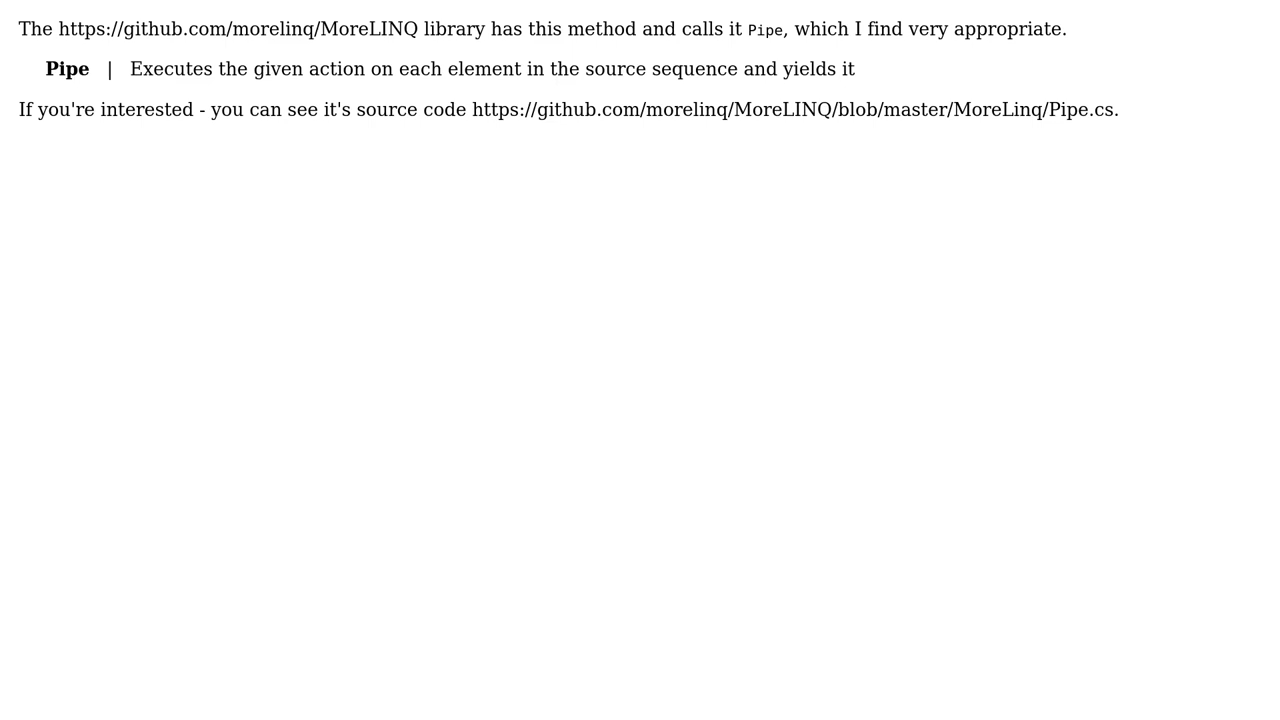 The https://github.com/morelinq/MoreLINQ library has this method and calls it Pipe, which I find very appropriate.
Pipe | Executes the given action on each element in the source sequence and yields it
If you're interested - you can see it's source code https://github.com/morelinq/MoreLINQ/blob/master/MoreLinq/Pipe.cs.